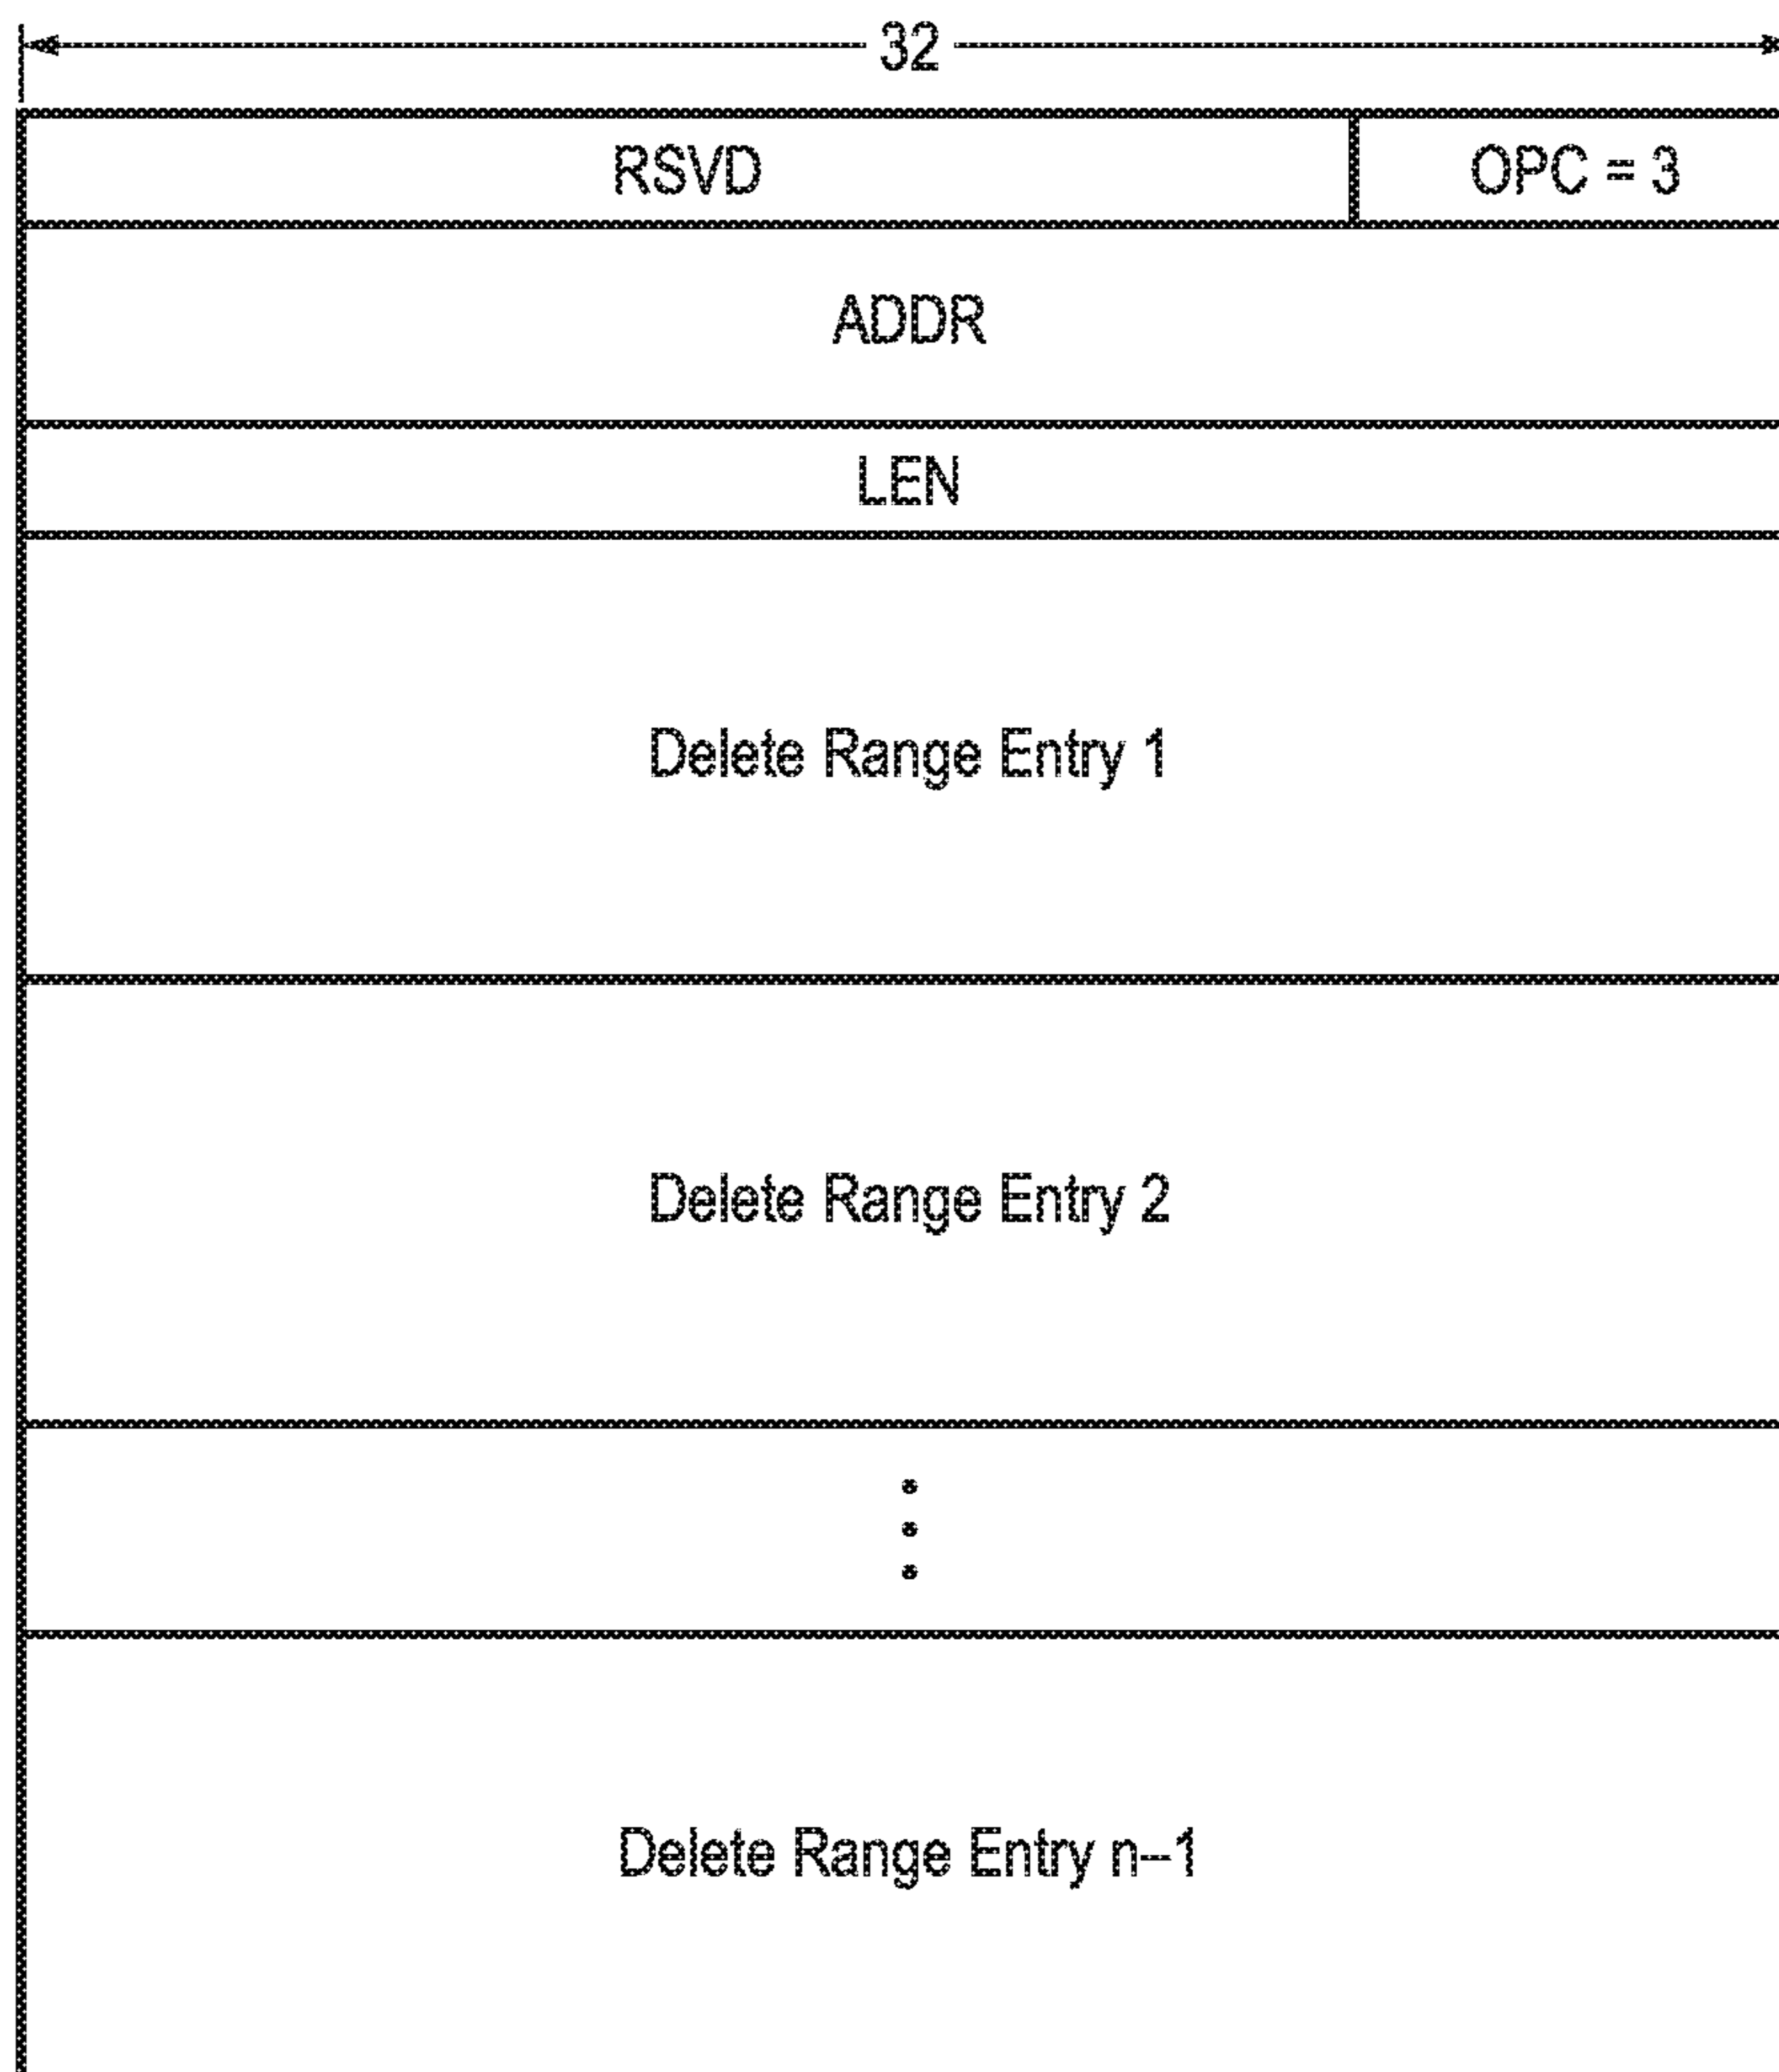 32
RSVD OPC = 3
ADDR
LEN
Delete Range Entry 1
Delete Range Entry 2
Delete Range Entry n--1